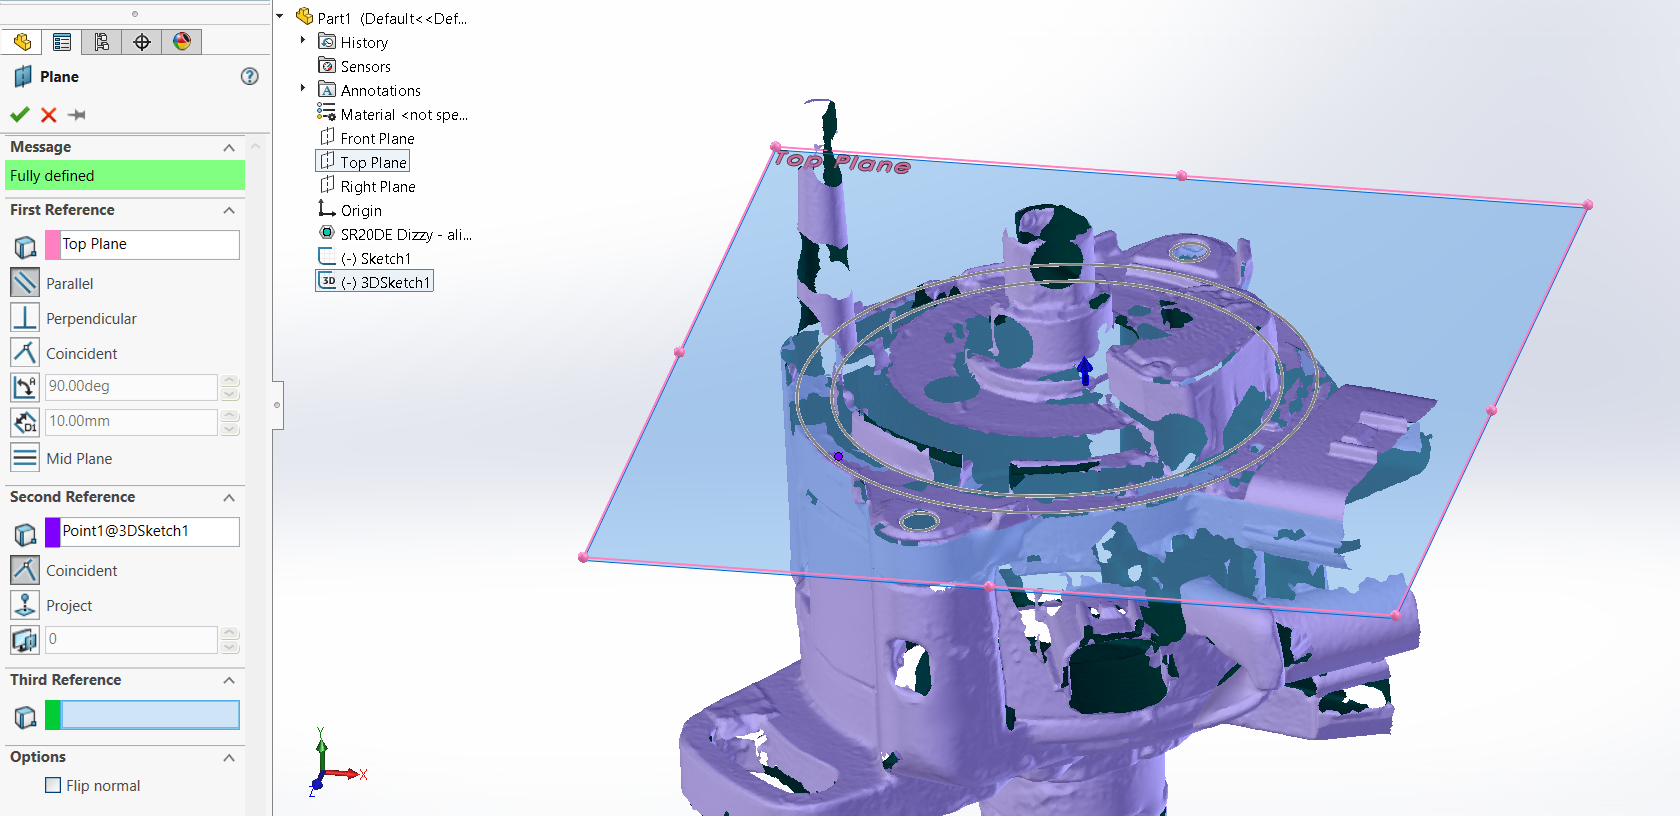 Plane
Message
Fully defined
First Reference
Top Plane
Parallel
Perpendicular
Coincident
90.00deg
10.00mm
Mid Plane
Second Reference
Point1@3DSketch1
Coincident
Project
0
Third Reference
Options
Flip normal
Part1 (Default<<Def...
History
Sensors
A Annotations
Material <not spe...
Front Plane
Top Plane
Right Plane
Origin
SR20DE Dizzy - ali...
(-) Sketch1
3D (-) 3DSketch1
Top Plane
Y
X
Z